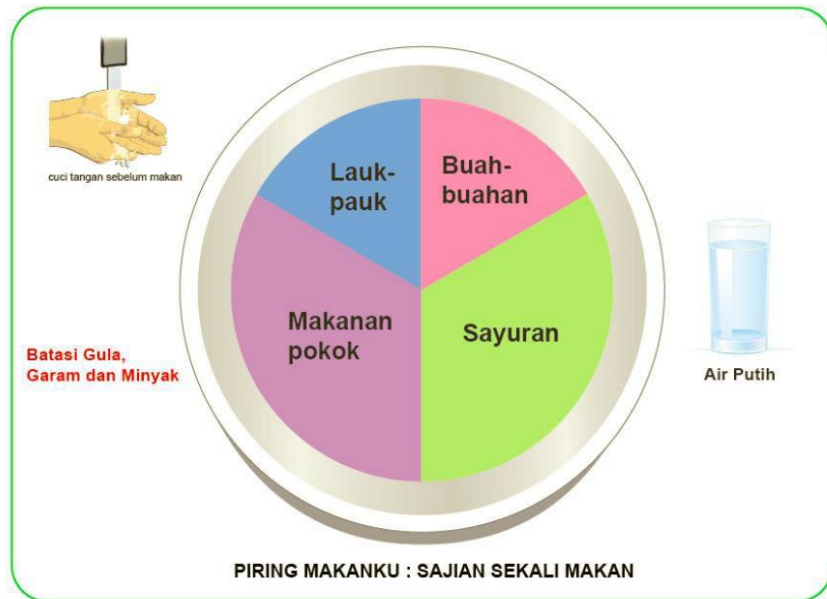 cuci tangan sebelum makan
Lauk-
pauk
Buah-
buahan
Makanan
pokok
Sayuran
Batasi Gula,
Garam dan Minyak
Air Putih
PIRING MAKANKU : SAJIAN SEKALI MAKAN